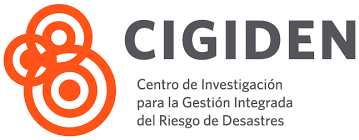 CIGIDEN
Centro de Investigación
para la Gestión Integrada
del Riesgo de Desastres